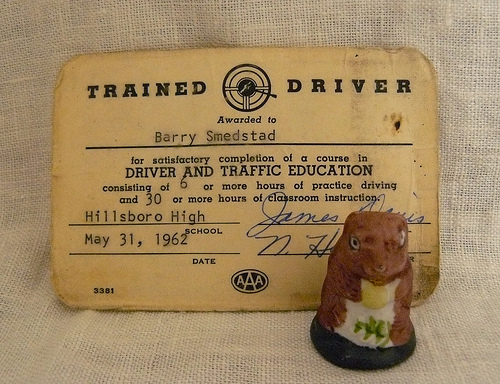 TRAINED DRIVER
Awarded to
Barry Smedstad
for satisfactory completion of a course in
DRIVER AND TRAFFIC EDUCATION
consisting of 6 or more hours of practice driving
and 30 or more hours of classroom instruction.
Hillsboro High
James
SCHOOL
May 31, 1962
N. H
DATE
AAA
3381